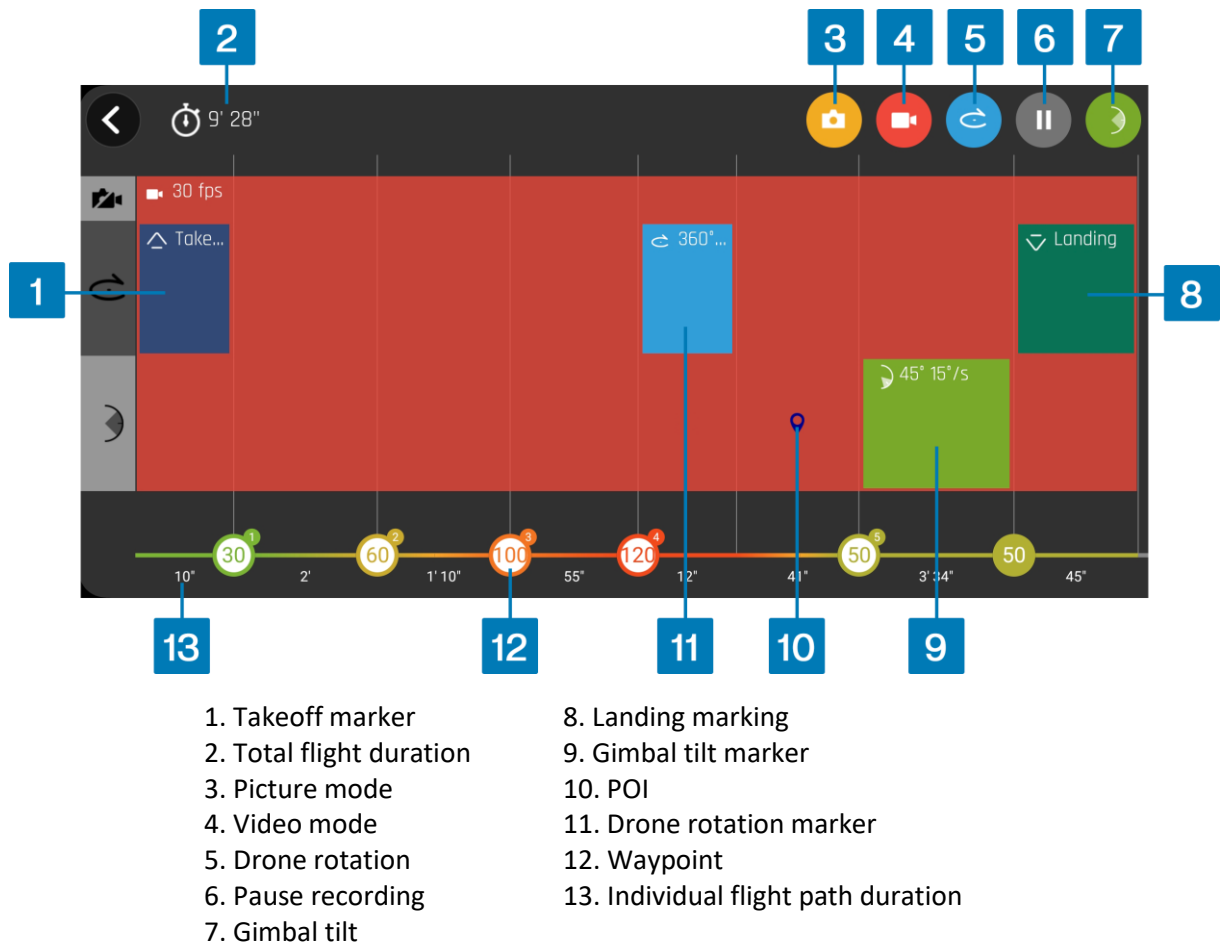 2 3 4 5 6 7
9' 28"
30 fps
Take... 360°... Landing
1 8
45° 15°/s
1 2 3 4 5
30 60 100 120 50 50
10" 2' 1' 10" 55" 12" 41" 3' 34" 45"
13 12 11 10 9
1. Takeoff marker 8. Landing marking
2. Total flight duration 9. Gimbal tilt marker
3. Picture mode 10. POI
4. Video mode 11. Drone rotation marker
5. Drone rotation 12. Waypoint
6. Pause recording 13. Individual flight path duration
7. Gimbal tilt